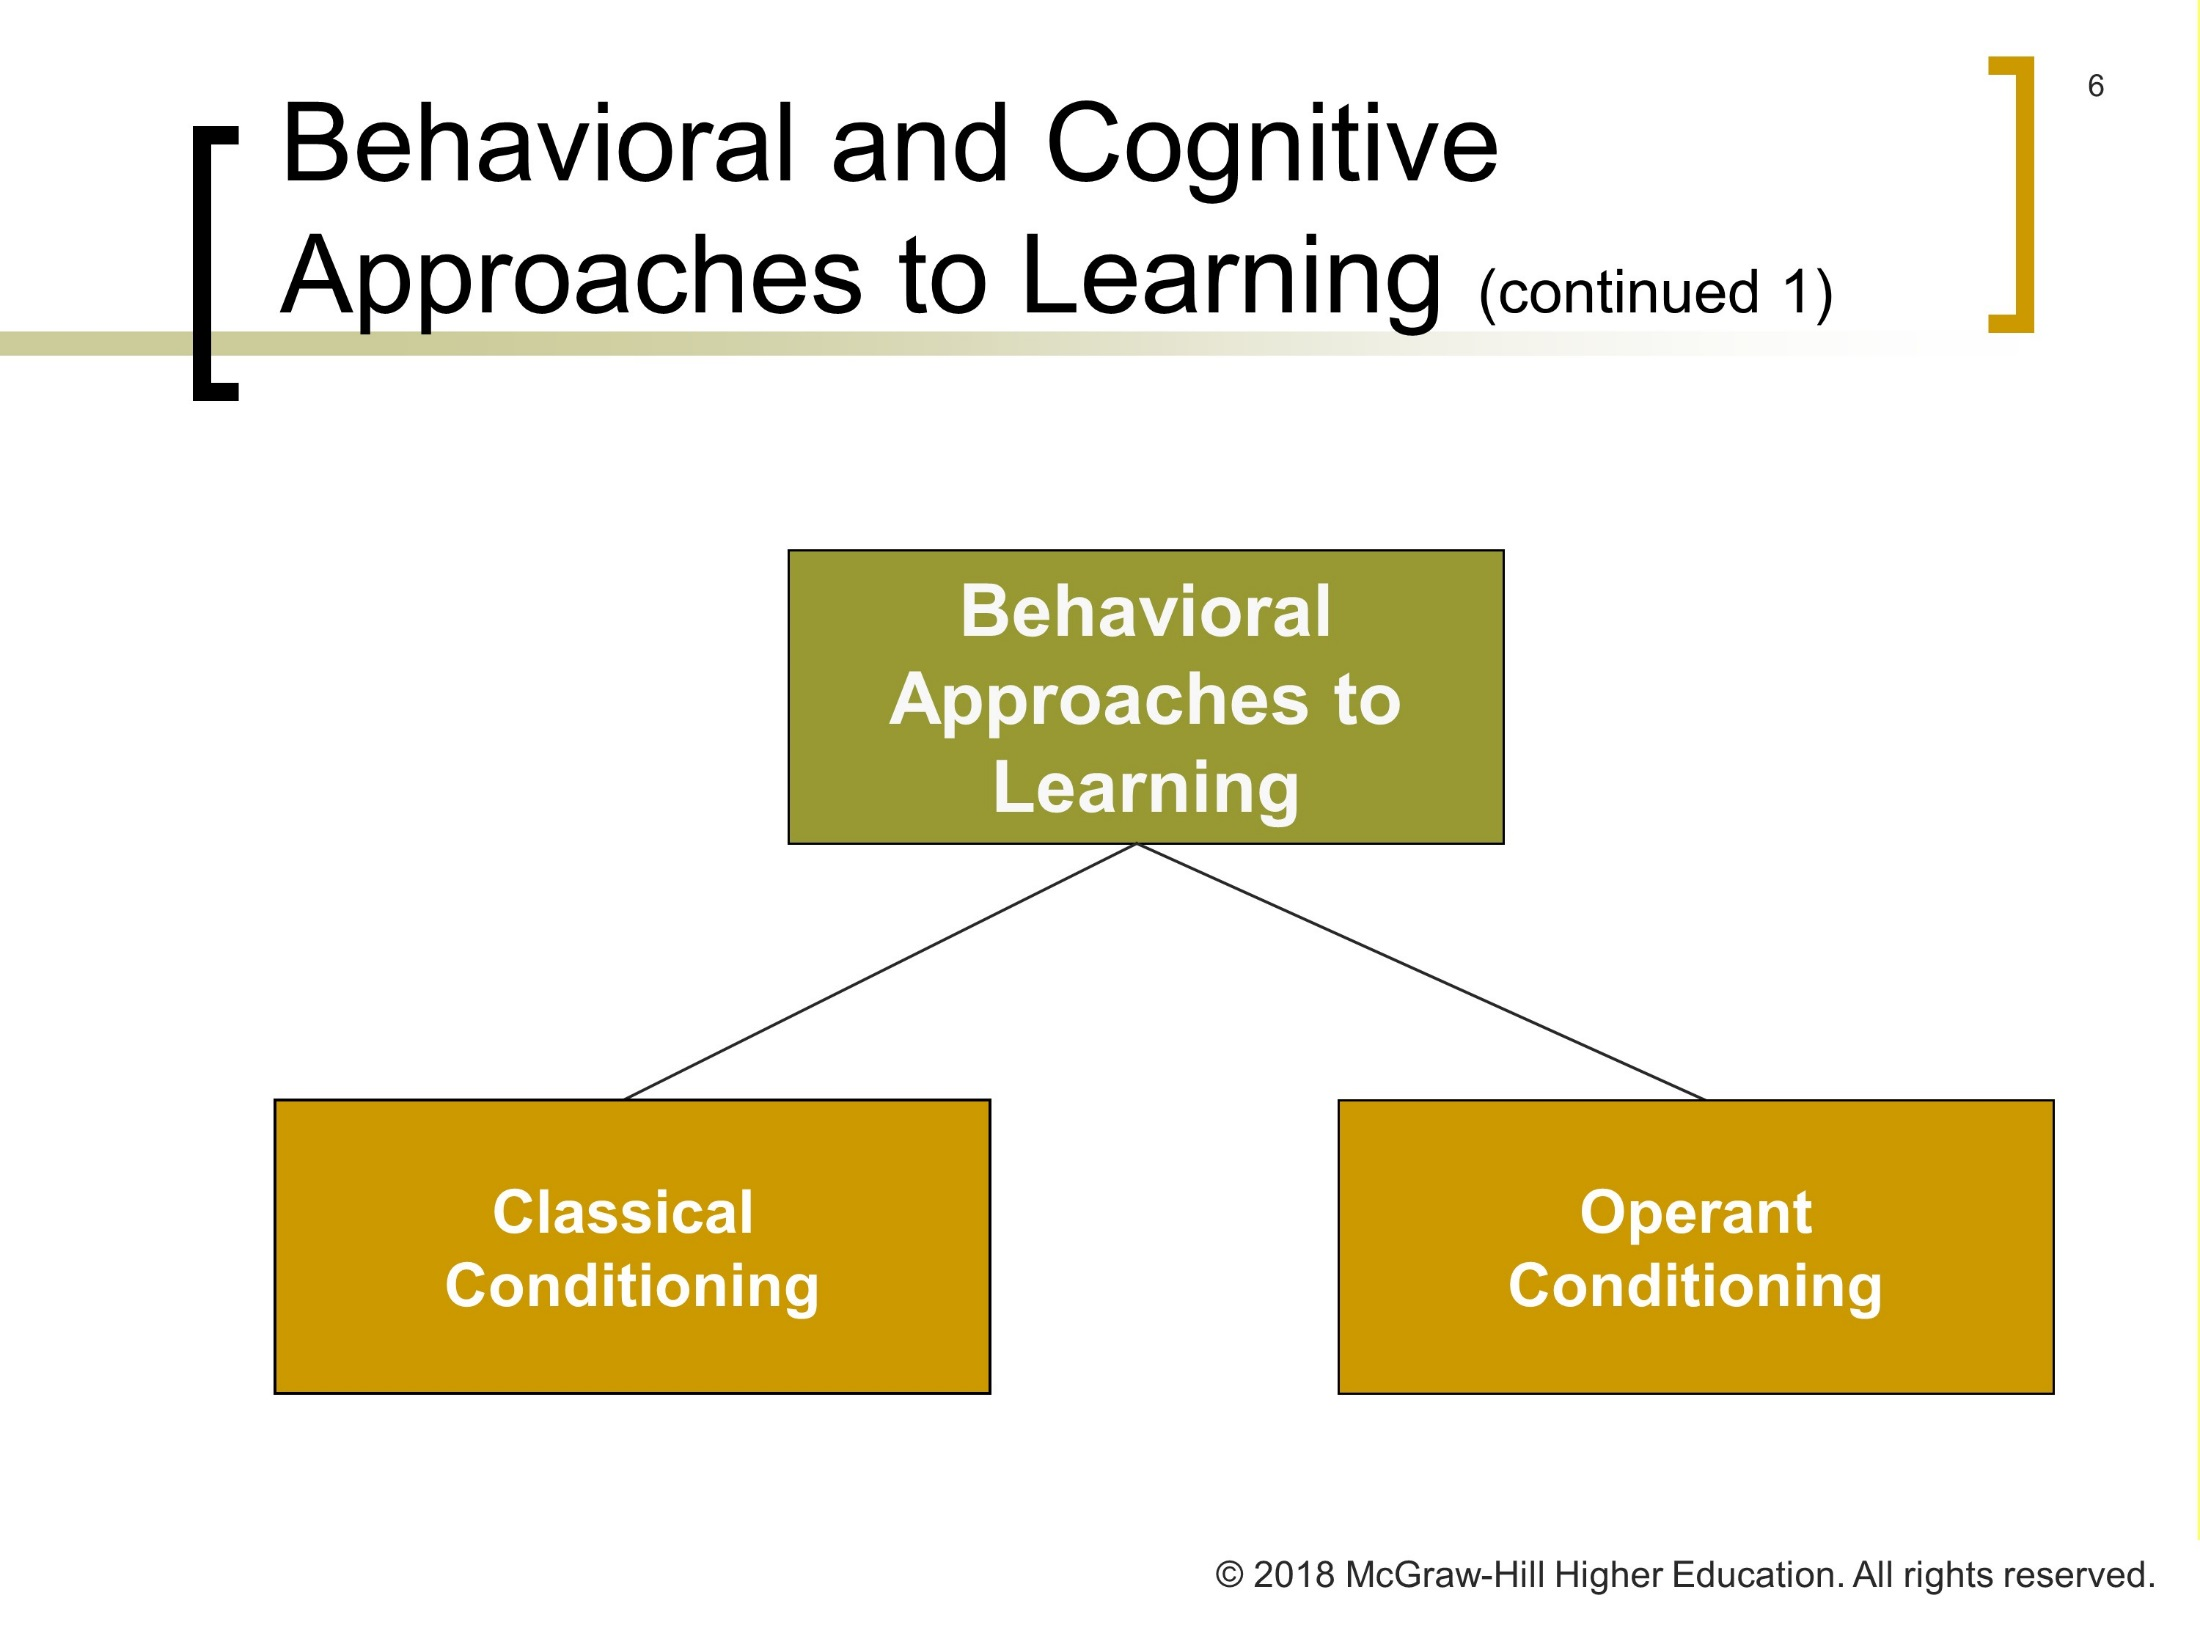 6
Behavioral and Cognitive
Approaches to Learning (continued 1)
Behavioral
Approaches to
Learning
Classical
Conditioning
Operant
Conditioning
© 2018 McGraw-Hill Higher Education. All rights reserved.